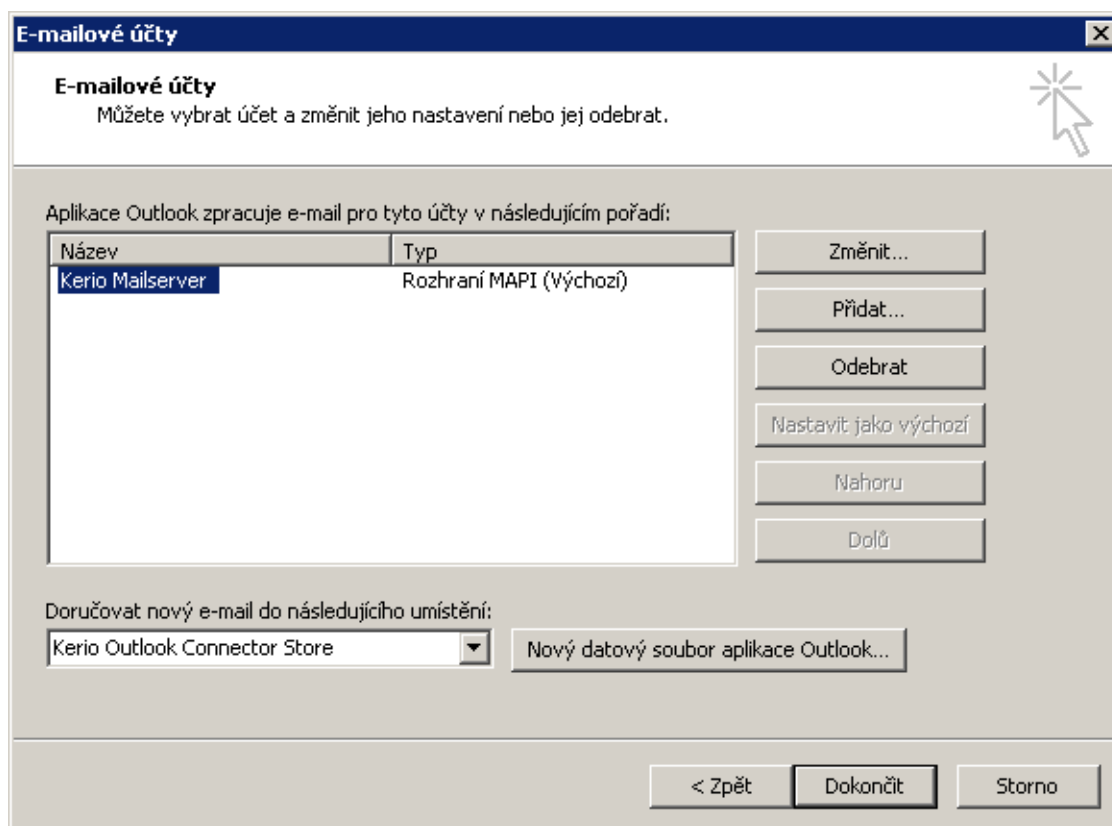 E-mailové účty
E-mailové účty
Můžete vybrat účet a změnit jeho nastavení nebo jej odebrat.
Aplikace Outlook zpracuje e-mail pro tyto účty v následujícím pořadí:
Název Typ
Kerio Mailserver Rozhraní MAPI (Výchozí)
Změnit...
Přidat...
Odebrat
Nastavit jako výchozí
Nahoru
Dolů
Doručovat nový e-mail do následujícího umístění:
Kerio Outlook Connector Store
Nový datový soubor aplikace Outlook...
< Zpět Dokončit Storno